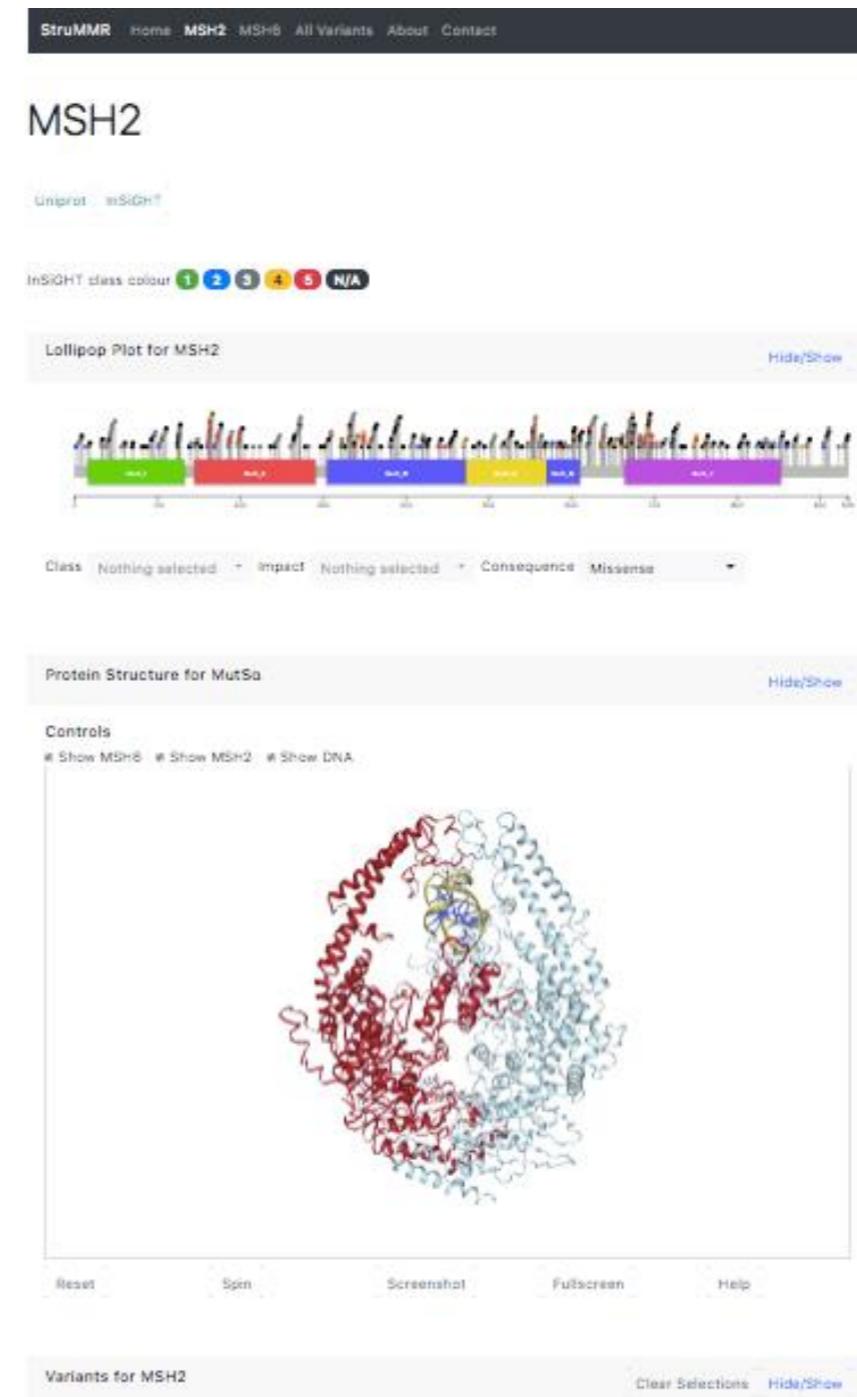 StruMMR Home MSH2 MSH6 All Variants About Contact
MSH2
Uniprot InSiGHT
InSiGHT class colour 1 2 3 4 5 N/A
Lollipop Plot for MSH2
Hide/Show
Class Nothing selected Impact Nothing selected Consequence Missense
Protein Structure for MutSα
Hide/Show
Controls
Show MSH6 Show MSH2 Show DNA
Reset Spin Screenshot Fullscreen Help
Variants for MSH2
Clear Selections Hide/Show